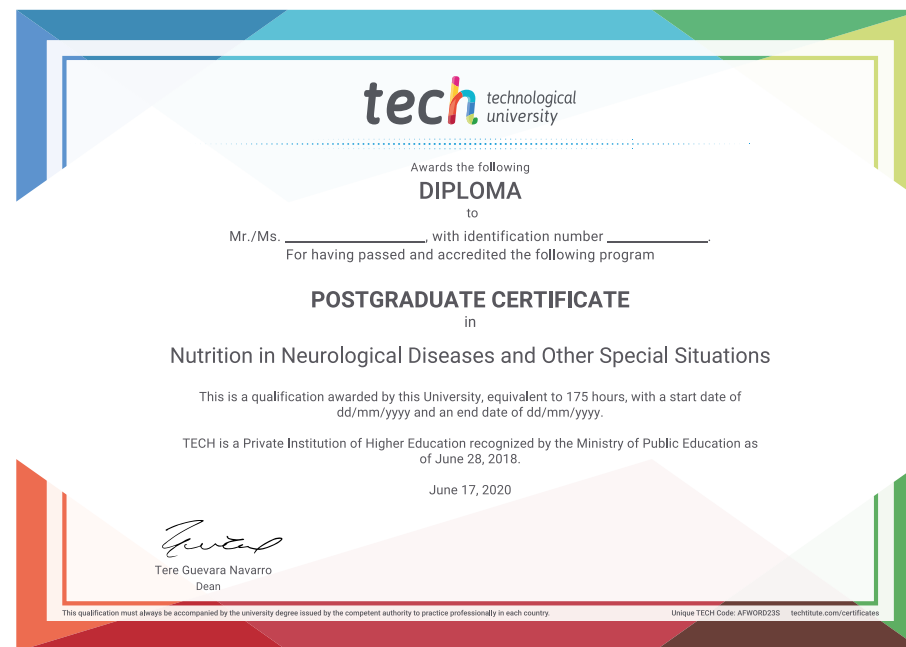 tech technological
university
Awards the following
DIPLOMA
to
Mr./Ms. ____________________, with identification number ______________.
For having passed and accredited the following program
POSTGRADUATE CERTIFICATE
in
Nutrition in Neurological Diseases and Other Special Situations
This is a qualification awarded by this University, equivalent to 175 hours, with a start date of
dd/mm/yyyy and an end date of dd/mm/yyyy.
TECH is a Private Institution of Higher Education recognized by the Ministry of Public Education as
of June 28, 2018.
June 17, 2020
Tere Guevara Navarro
Dean
This qualification must always be accompanied by the university degree issued by the competent authority to practice professionally in each country. Unique TECH Code: AFWORD23S techtitute.com/certificates